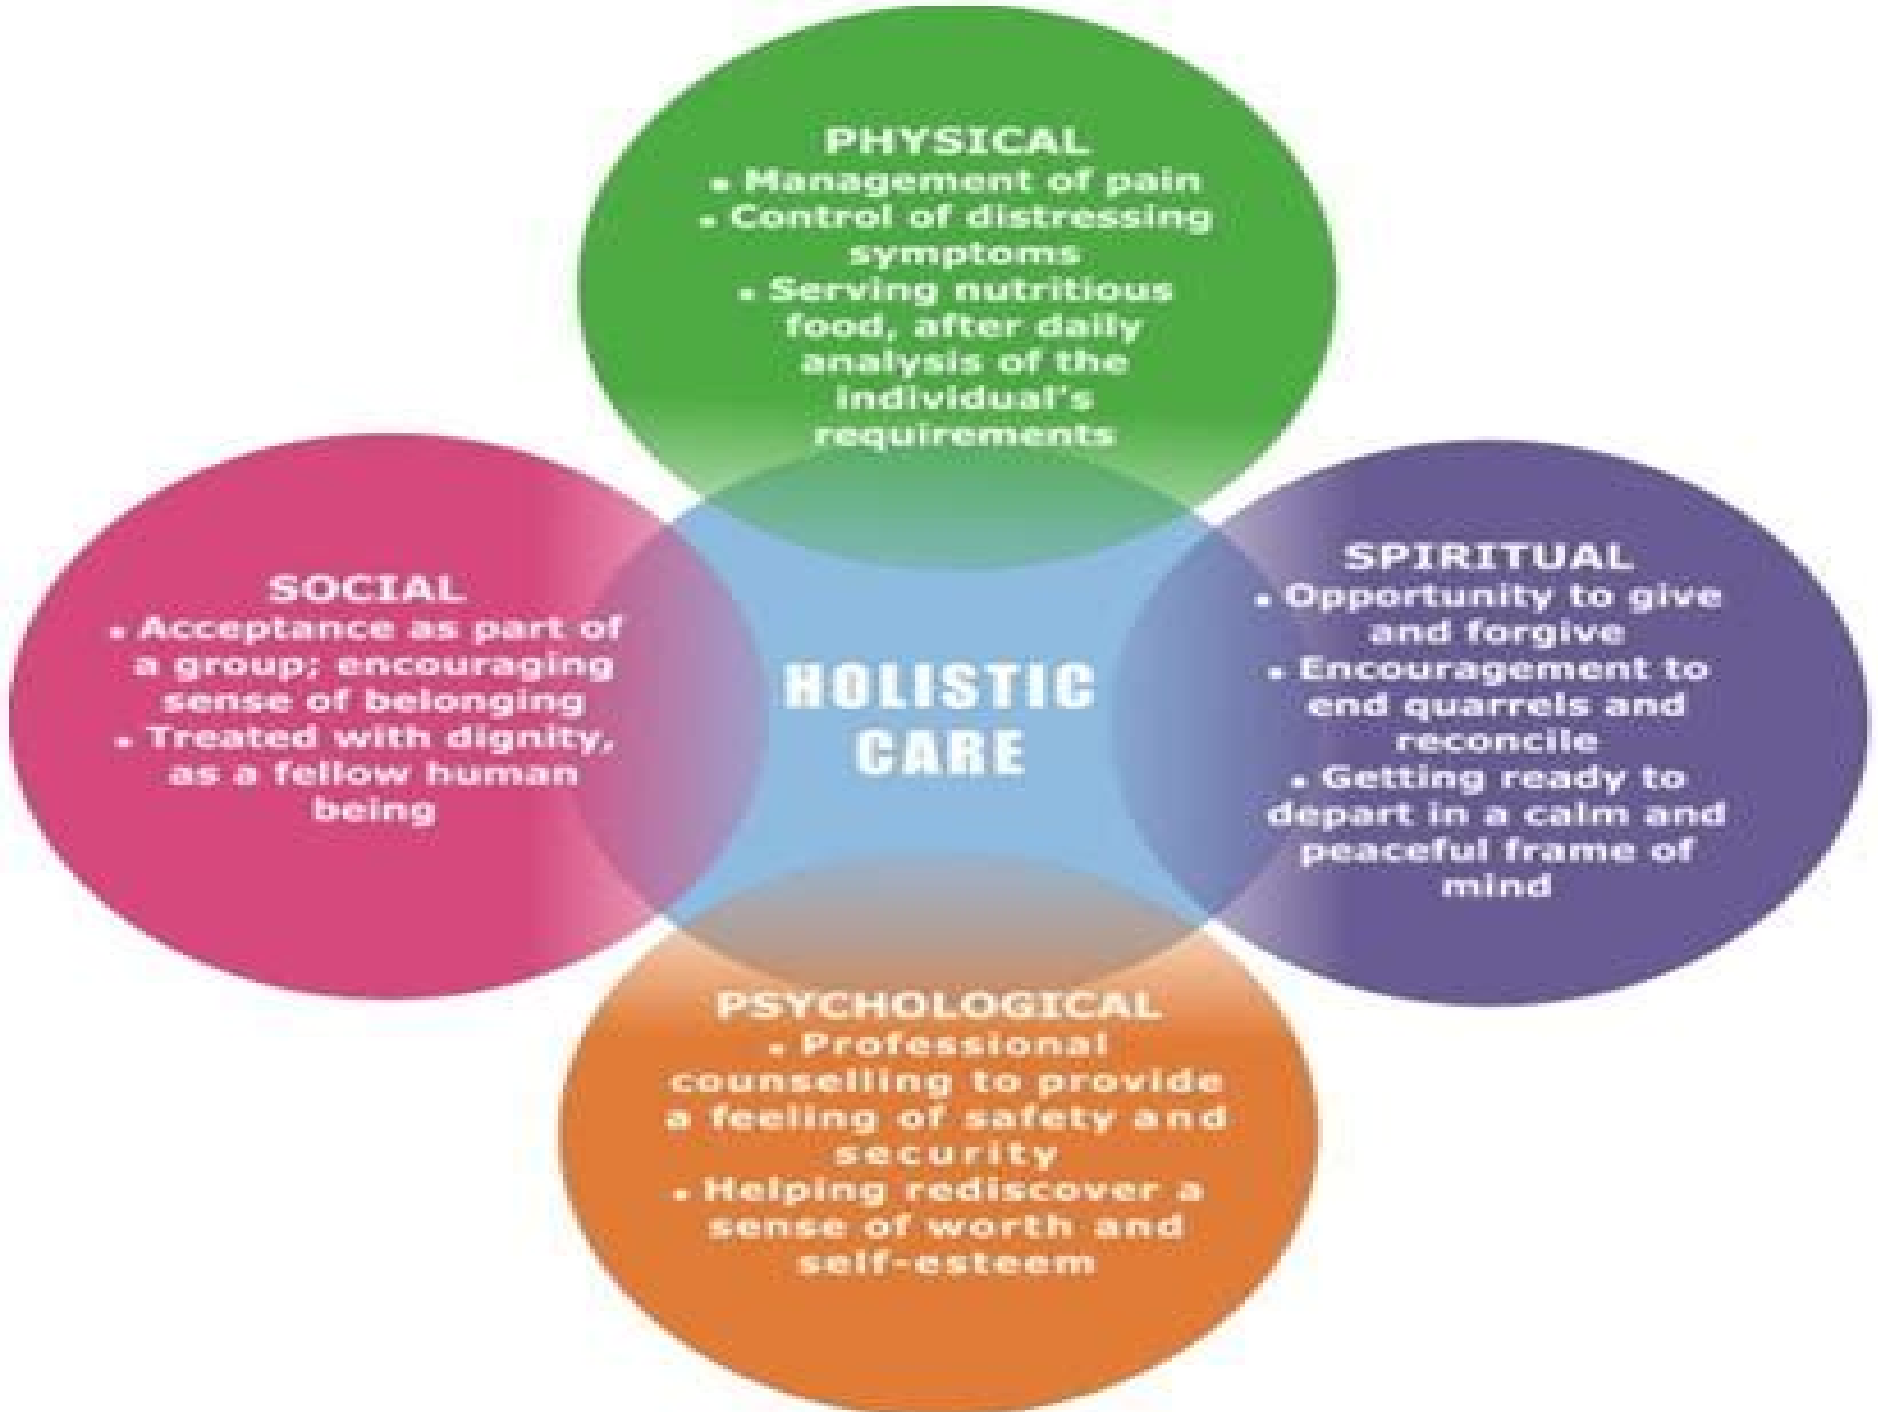 PHYSICAL
• Management of pain
• Control of distressing
symptoms
• Serving nutritious
food, after daily
analysis of the
individual's
requirements
SOCIAL
• Acceptance as part of
a group; encouraging
sense of belonging
• Treated with dignity,
as a fellow human
being
HOLISTIC
CARE
SPIRITUAL
• Opportunity to give
and forgive
• Encouragement to
end quarrels and
reconcile
• Getting ready to
depart in a calm and
peaceful frame of
mind
PSYCHOLOGICAL
• Professional
counselling to provide
a feeling of safety and
security
• Helping rediscover a
sense of worth and
self-esteem